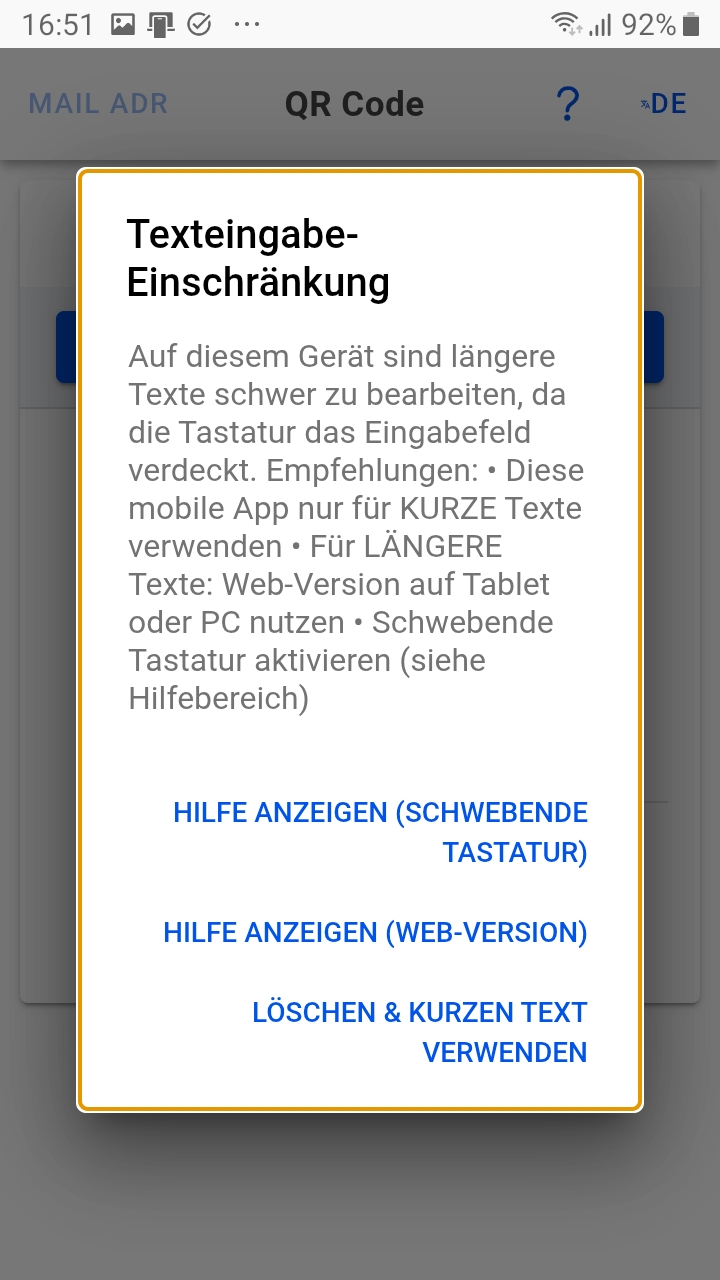 16:51
92%
MAIL ADR
QR Code
?
DE
Texteingabe-
Einschränkung
Auf diesem Gerät sind längere
Texte schwer zu bearbeiten, da
die Tastatur das Eingabefeld
verdeckt. Empfehlungen: • Diese
mobile App nur für KURZE Texte
verwenden • Für LÄNGERE
Texte: Web-Version auf Tablet
oder PC nutzen • Schwebende
Tastatur aktivieren (siehe
Hilfebereich)
HILFE ANZEIGEN (SCHWEBENDE
TASTATUR)
HILFE ANZEIGEN (WEB-VERSION)
LÖSCHEN & KURZEN TEXT
VERWENDEN